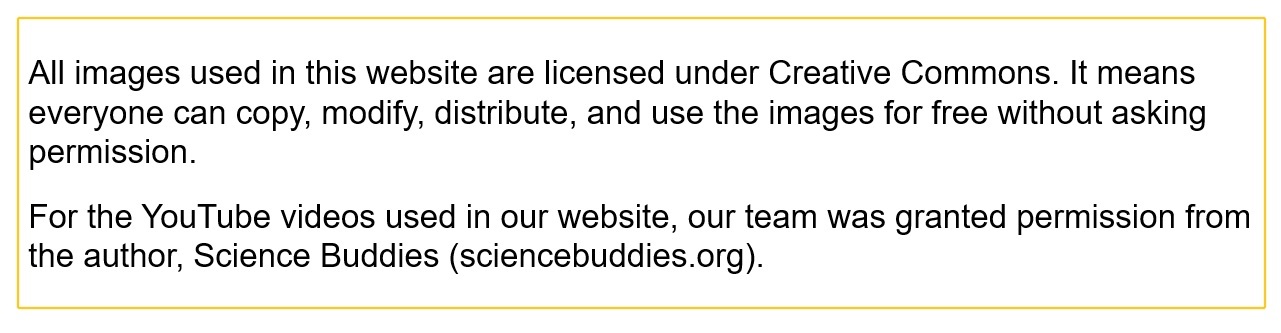 All images used in this website are licensed under Creative Commons. It means
everyone can copy, modify, distribute, and use the images for free without asking
permission.
For the YouTube videos used in our website, our team was granted permission from
the author, Science Buddies (sciencebuddies.org).